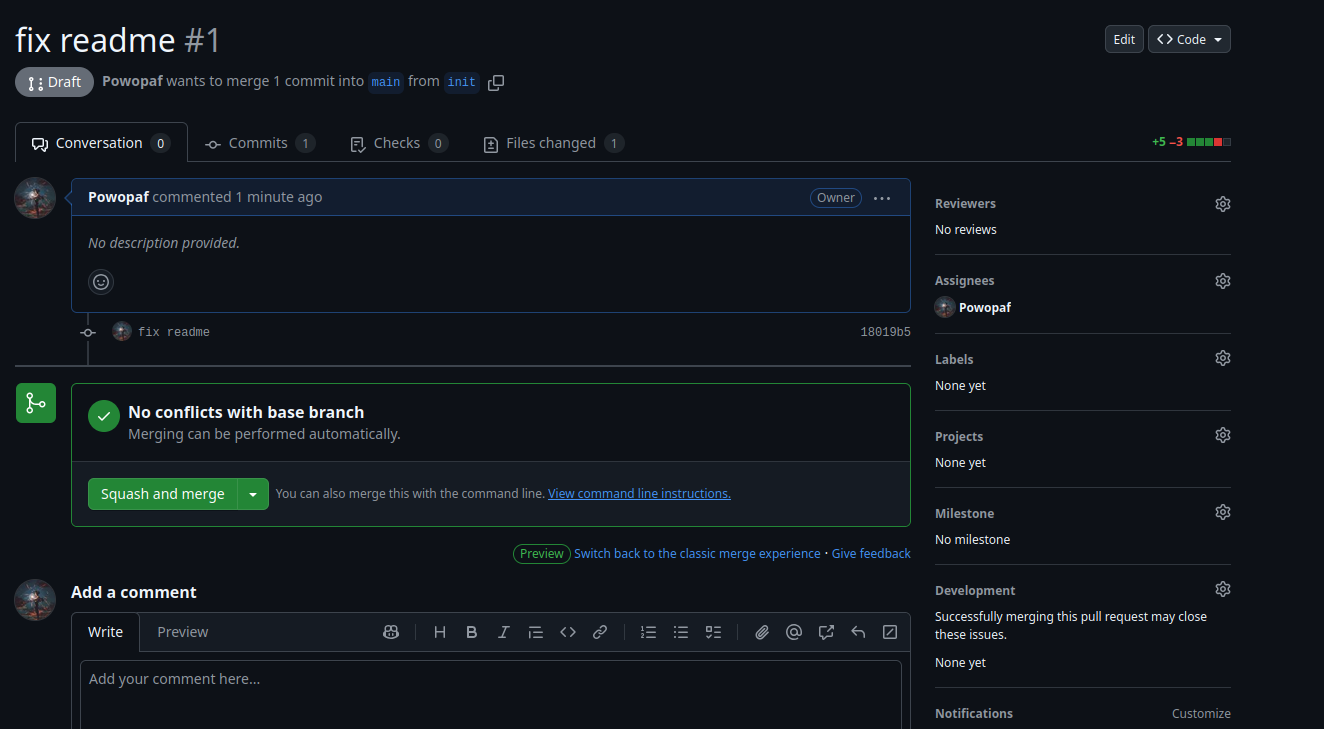 fix readme #1
Edit
Code
Draft
Powopaf wants to merge 1 commit into main from init
Conversation 0
Commits 1
Checks 0
Files changed 1
+5 −3
Powopaf commented 1 minute ago
Owner
No description provided.
fix readme
18019b5
No conflicts with base branch
Merging can be performed automatically.
Squash and merge
You can also merge this with the command line. View command line instructions.
Preview Switch back to the classic merge experience · Give feedback
Add a comment
Write
Preview
Add your comment here...
Reviewers
No reviews
Assignees
Powopaf
Labels
None yet
Projects
None yet
Milestone
No milestone
Development
Successfully merging this pull request may close
these issues.
None yet
Notifications
Customize